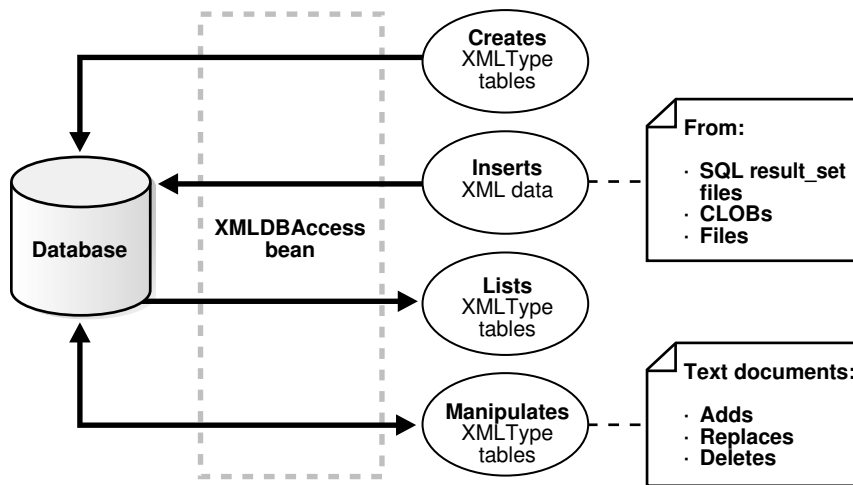 Creates
XMLType
tables
From:
Inserts
XML data
· SQL result_set
files
· CLOBs
· Files
Database
XMLDBAccess
bean
Lists
XMLType
tables
Text documents:
Manipulates
XMLType
tables
· Adds
· Replaces
· Deletes